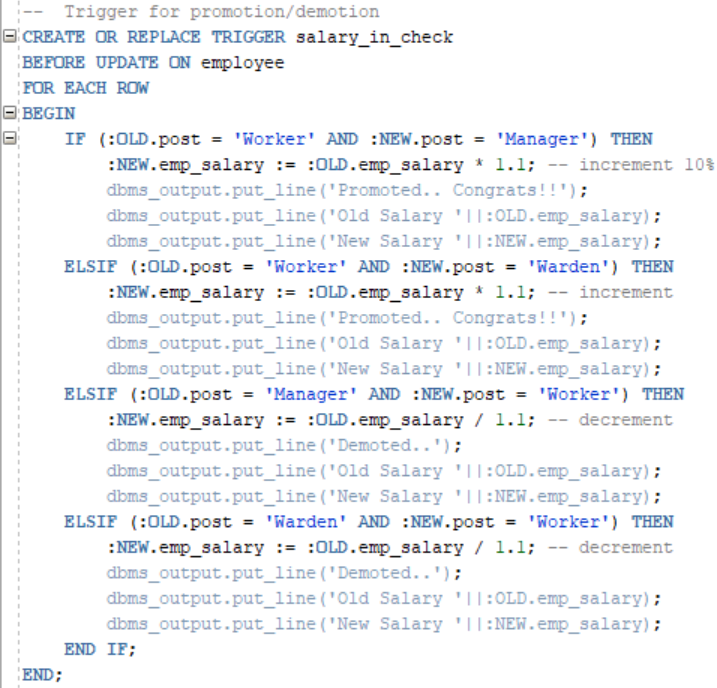 --  Trigger for promotion/demotion
CREATE OR REPLACE TRIGGER salary_in_check
BEFORE UPDATE ON employee
FOR EACH ROW
BEGIN
    IF (:OLD.post = 'Worker' AND :NEW.post = 'Manager') THEN
        :NEW.emp_salary := :OLD.emp_salary * 1.1; -- increment 10%
        dbms_output.put_line('Promoted.. Congrats!!');
        dbms_output.put_line('Old Salary '||:OLD.emp_salary);
        dbms_output.put_line('New Salary '||:NEW.emp_salary);
    ELSIF (:OLD.post = 'Worker' AND :NEW.post = 'Warden') THEN
        :NEW.emp_salary := :OLD.emp_salary * 1.1; -- increment
        dbms_output.put_line('Promoted.. Congrats!!');
        dbms_output.put_line('Old Salary '||:OLD.emp_salary);
        dbms_output.put_line('New Salary '||:NEW.emp_salary);
    ELSIF (:OLD.post = 'Manager' AND :NEW.post = 'Worker') THEN
        :NEW.emp_salary := :OLD.emp_salary / 1.1; -- decrement
        dbms_output.put_line('Demoted..');
        dbms_output.put_line('Old Salary '||:OLD.emp_salary);
        dbms_output.put_line('New Salary '||:NEW.emp_salary);
    ELSIF (:OLD.post = 'Warden' AND :NEW.post = 'Worker') THEN
        :NEW.emp_salary := :OLD.emp_salary / 1.1; -- decrement
        dbms_output.put_line('Demoted..');
        dbms_output.put_line('Old Salary '||:OLD.emp_salary);
        dbms_output.put_line('New Salary '||:NEW.emp_salary);
    END IF;
END;